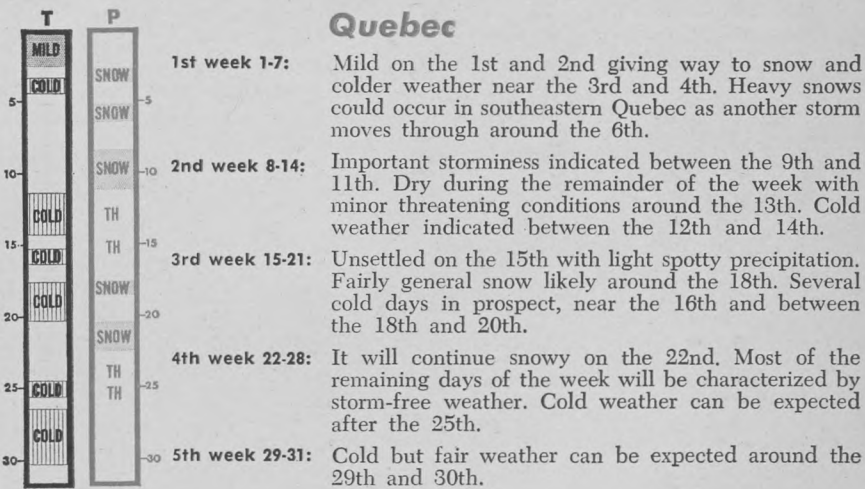 T P
Quebec
MILD
COLD
COLD
COLD
COLD
COLD
COLD
5
10
15
20
25
30
SNOW
SNOW
SNOW
TH
TH
SNOW
SNOW
TH
TH
5
10
15
20
25
30
1st week 1-7: Mild on the 1st and 2nd giving way to snow and
colder weather near the 3rd and 4th. Heavy snows
could occur in southeastern Quebec as another storm
moves through around the 6th.
2nd week 8-14: Important storminess indicated between the 9th and
11th. Dry during the remainder of the week with
minor threatening conditions around the 13th. Cold
weather indicated between the 12th and 14th.
3rd week 15-21: Unsettled on the 15th with light spotty precipitation.
Fairly general snow likely around the 18th. Several
cold days in prospect, near the 16th and between
the 18th and 20th.
4th week 22-28: It will continue snowy on the 22nd. Most of the
remaining days of the week will be characterized by
storm-free weather. Cold weather can be expected
after the 25th.
5th week 29-31: Cold but fair weather can be expected around the
29th and 30th.